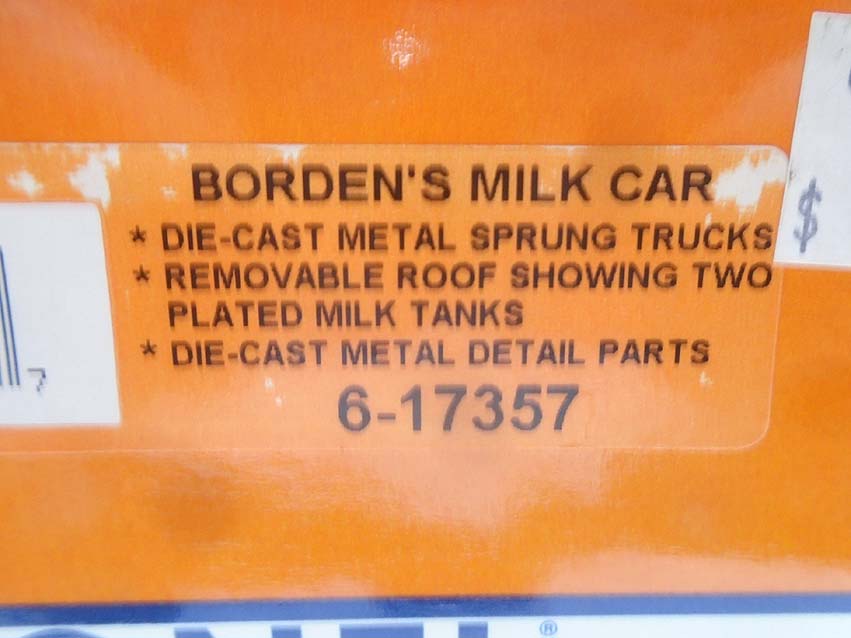 BORDEN'S MILK CAR
* DIE-CAST METAL SPRUNG TRUCKS
* REMOVABLE ROOF SHOWING TWO
PLATED MILK TANKS
* DIE-CAST METAL DETAIL PARTS
6-17357
$
7
®